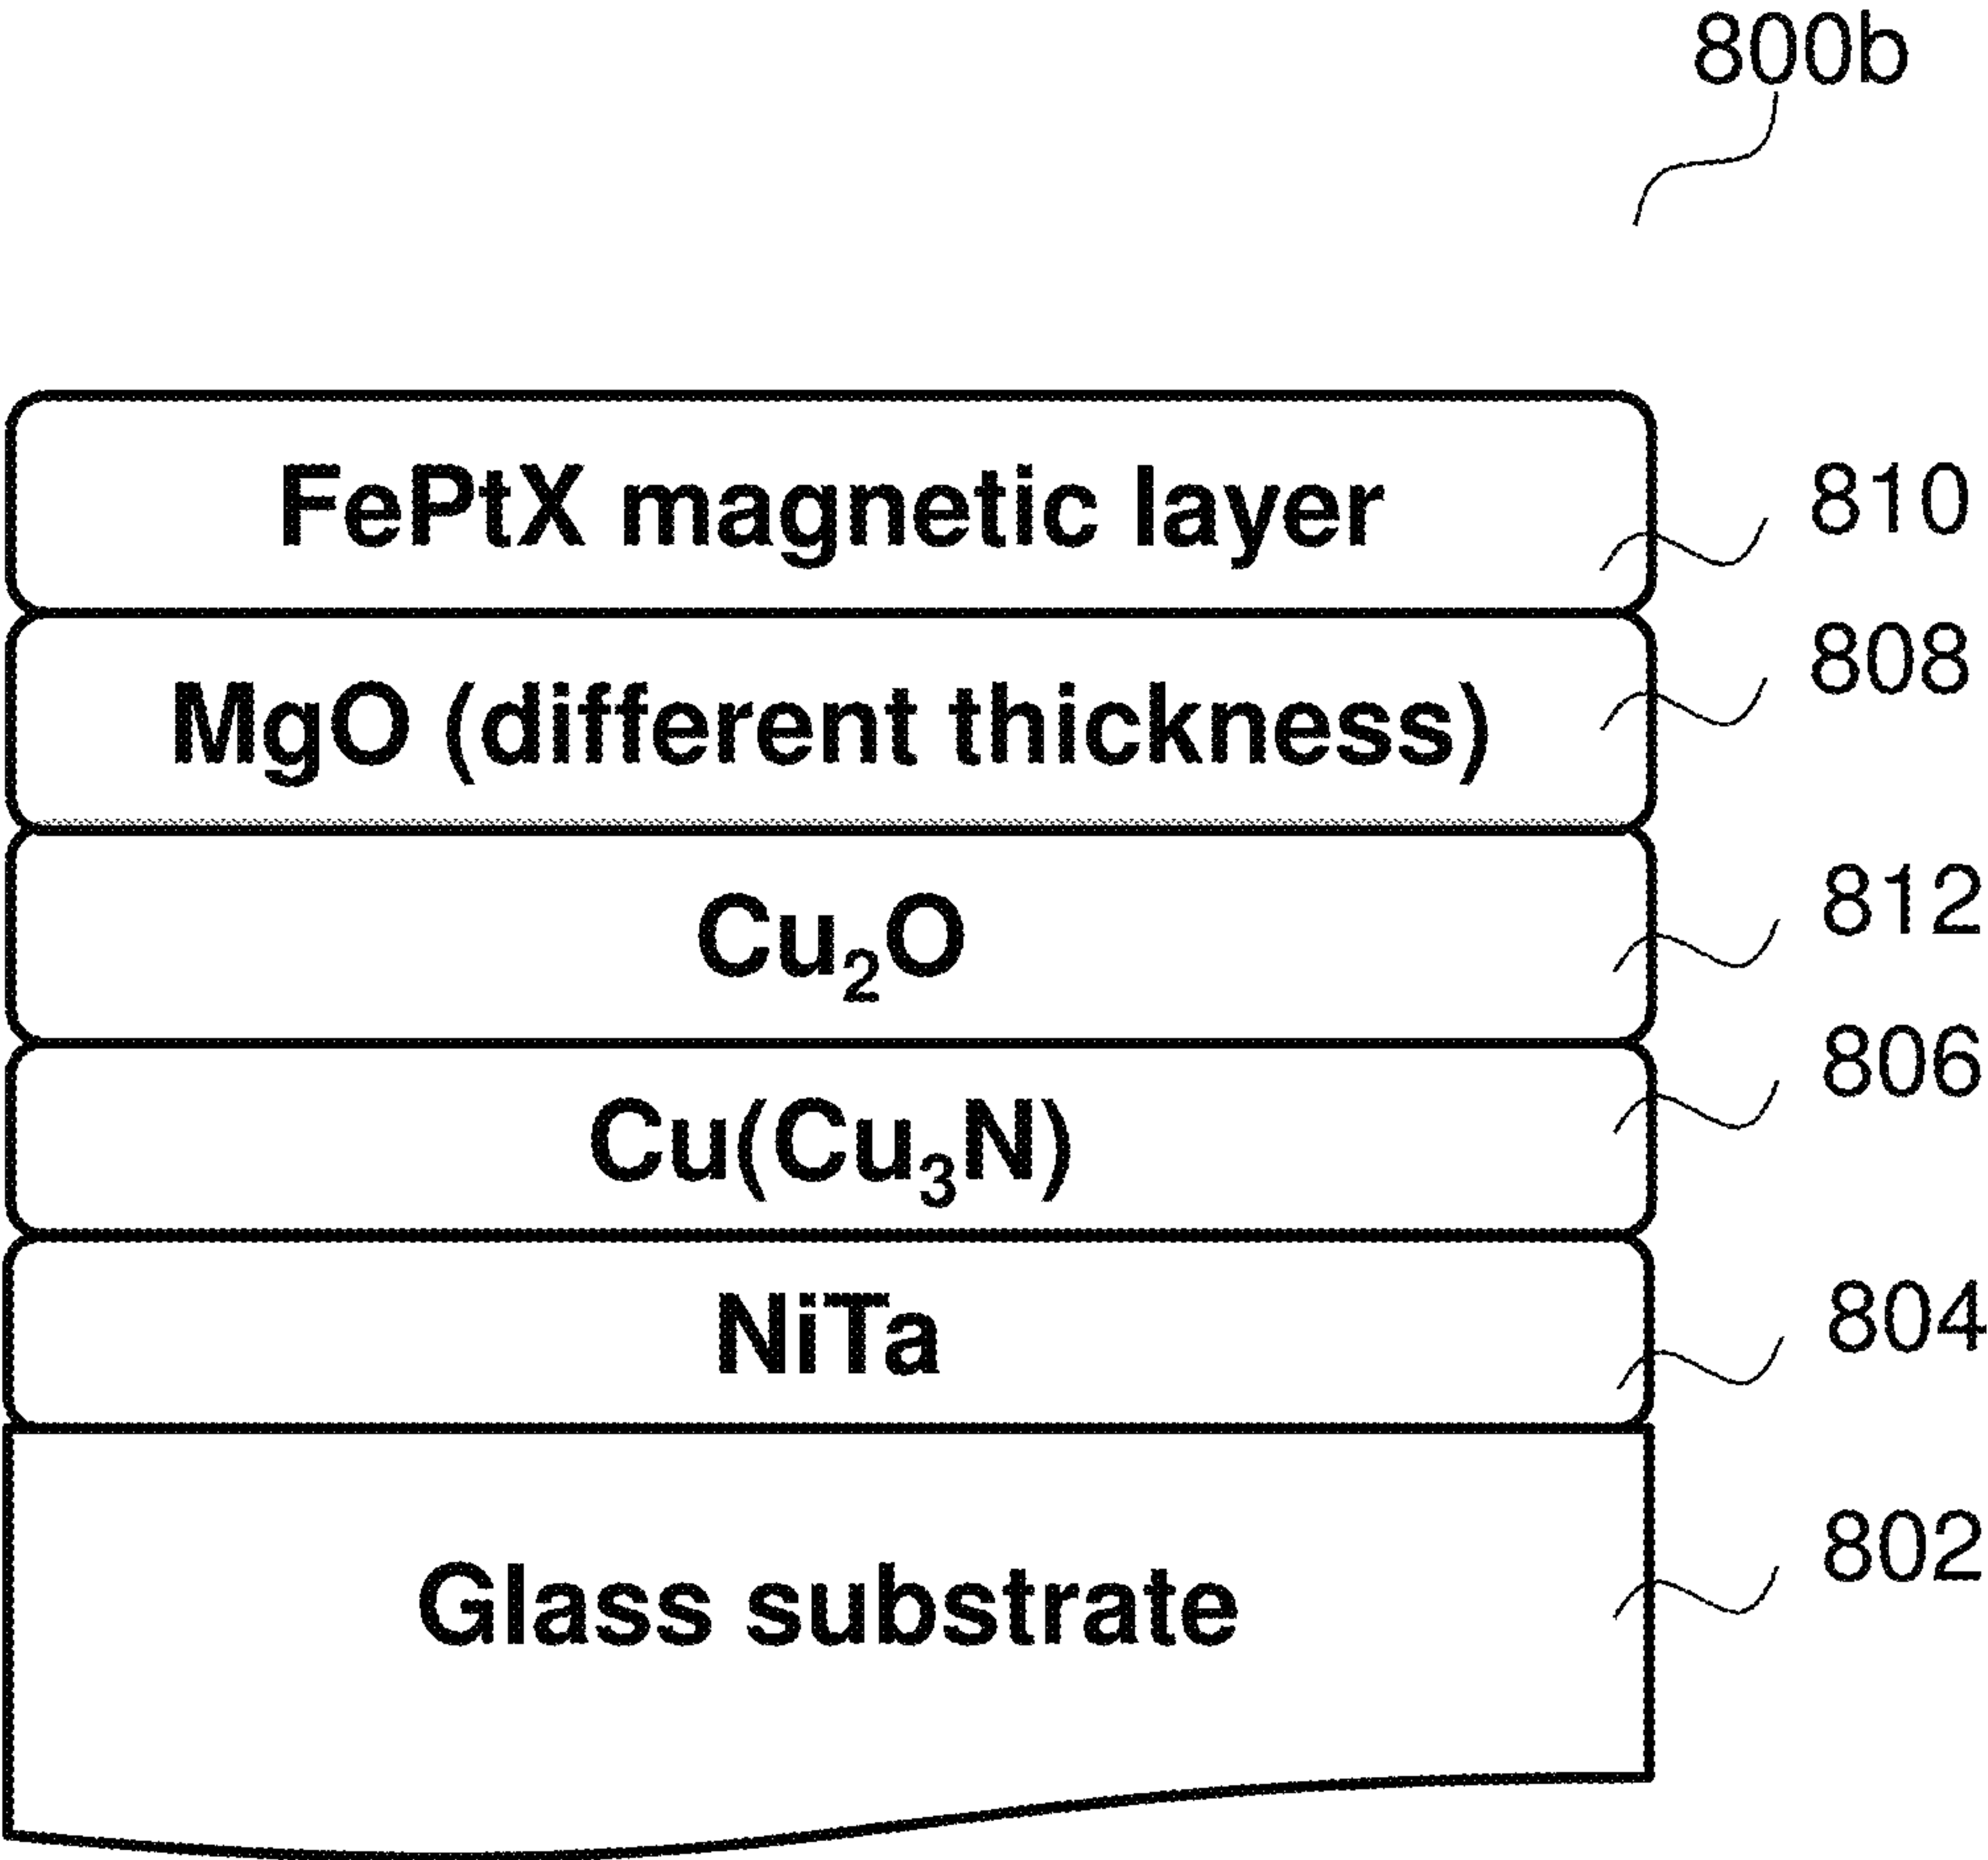 800b
FePtX magnetic layer
810
MgO (different thickness)
808
Cu₂O
812
Cu(Cu₃N)
806
NiTa
804
Glass substrate
802